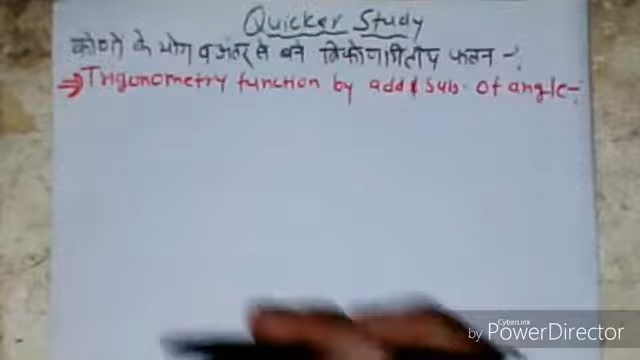 Quicker Study
कोणों के योग व अंतर से बने त्रिकोणमितीय फलन -:
⇒ Trigonometry function by add & sub. of angle -:
CyberLink
by PowerDirector